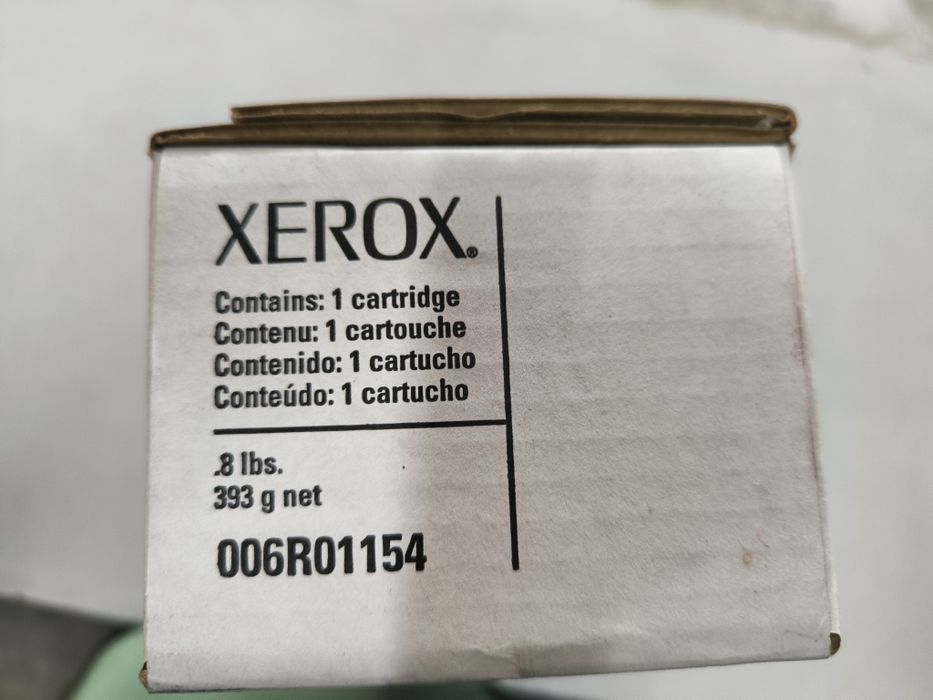 XEROX®
Contains: 1 cartridge
Contenu: 1 cartouche
Contenido: 1 cartucho
Conteúdo: 1 cartucho
.8 lbs.
393 g net
006R01154